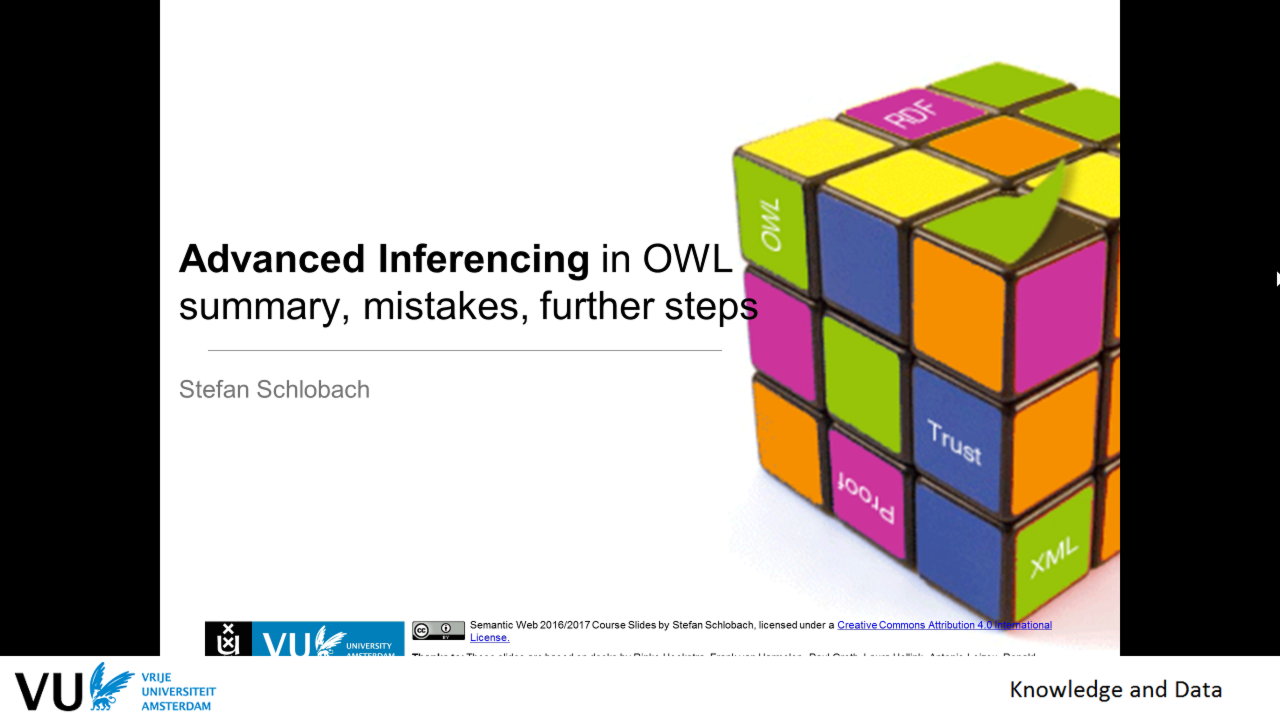 RDF
OWL
Advanced Inferencing in OWL
summary, mistakes, further steps
Stefan Schlobach
Trust
Proof
XML
VU UNIVERSITY
AMSTERDAM
CC BY
Semantic Web 2016/2017 Course Slides by Stefan Schlobach, licensed under a Creative Commons Attribution 4.0 International
License.
VU VRIJE
UNIVERSITEIT
AMSTERDAM
Knowledge and Data